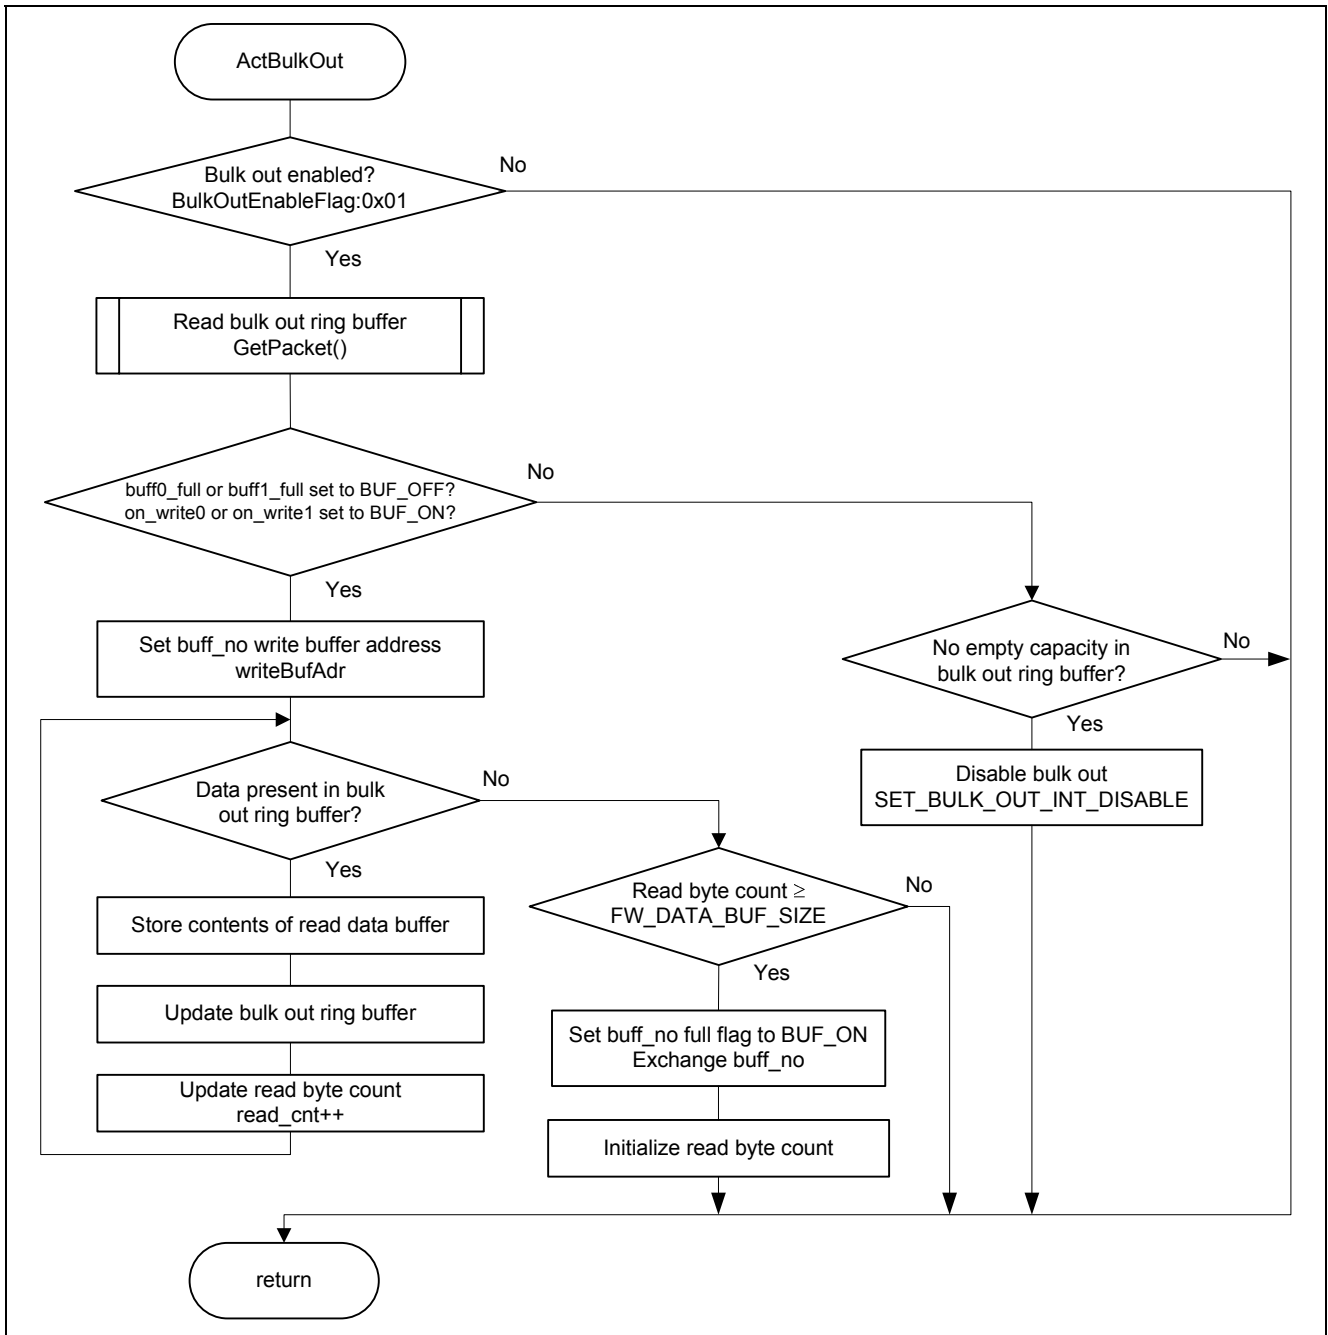 ActBulkOut
Bulk out enabled?
BulkOutEnableFlag:0x01
No
Yes
Read bulk out ring buffer
GetPacket()
buff0_full or buff1_full set to BUF_OFF?
on_write0 or on_write1 set to BUF_ON?
No
Yes
Set buff_no write buffer address
writeBufAdr
No empty capacity in
bulk out ring buffer?
No
Yes
Disable bulk out
SET_BULK_OUT_INT_DISABLE
Data present in bulk
out ring buffer?
No
Yes
Store contents of read data buffer
Update bulk out ring buffer
Update read byte count
read_cnt++
Read byte count ≥
FW_DATA_BUF_SIZE
No
Yes
Set buff_no full flag to BUF_ON
Exchange buff_no
Initialize read byte count
return